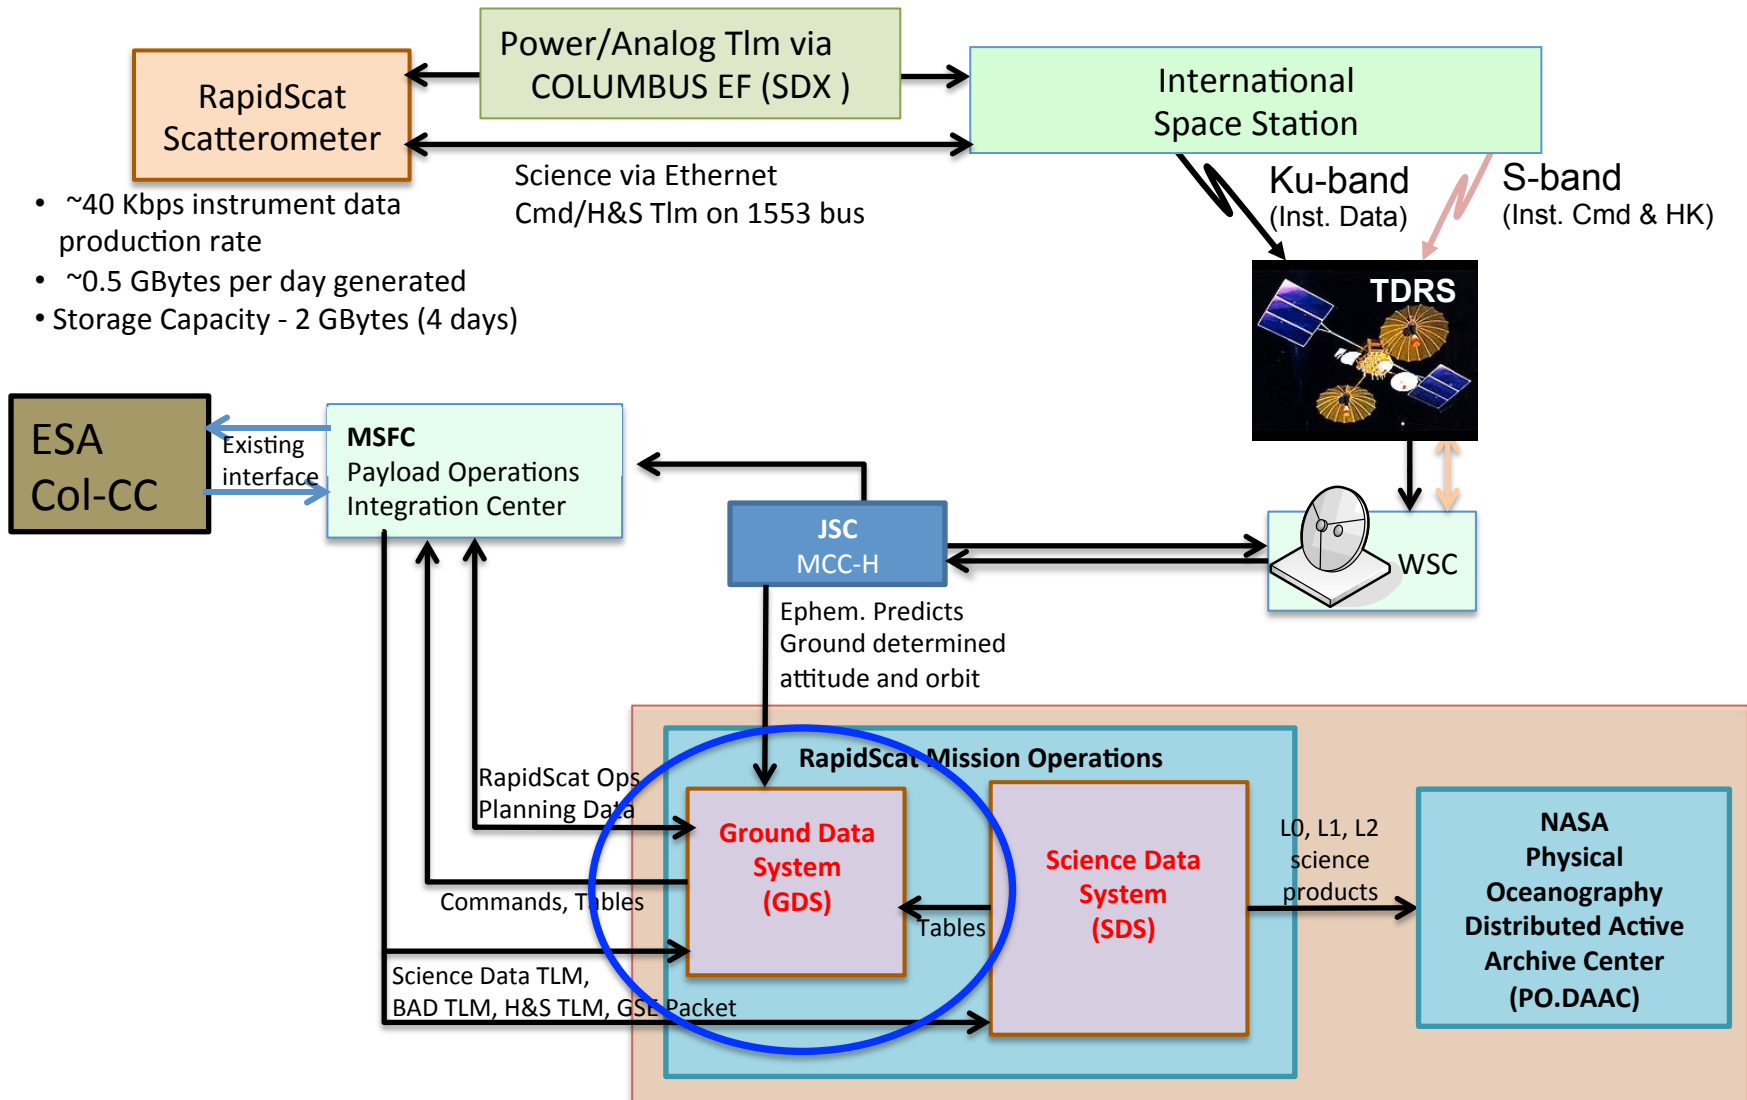 Power/Analog Tlm via
COLUMBUS EF (SDX )
RapidScat
Scatterometer
International
Space Station
Science via Ethernet
Cmd/H&S Tlm on 1553 bus
Ku-band
(Inst. Data)
S-band
(Inst. Cmd & HK)
• ~40 Kbps instrument data
production rate
• ~0.5 GBytes per day generated
• Storage Capacity - 2 GBytes (4 days)
TDRS
ESA
Col-CC
Existing
interface
MSFC
Payload Operations
Integration Center
JSC
MCC-H
WSC
Ephem. Predicts
Ground determined
attitude and orbit
RapidScat Mission Operations
RapidScat Ops
Planning Data
Ground Data
System
(GDS)
Science Data
System
(SDS)
L0, L1, L2
science
products
NASA
Physical
Oceanography
Distributed Active
Archive Center
(PO.DAAC)
Commands, Tables
Tables
Science Data TLM,
BAD TLM, H&S TLM, GSE Packet